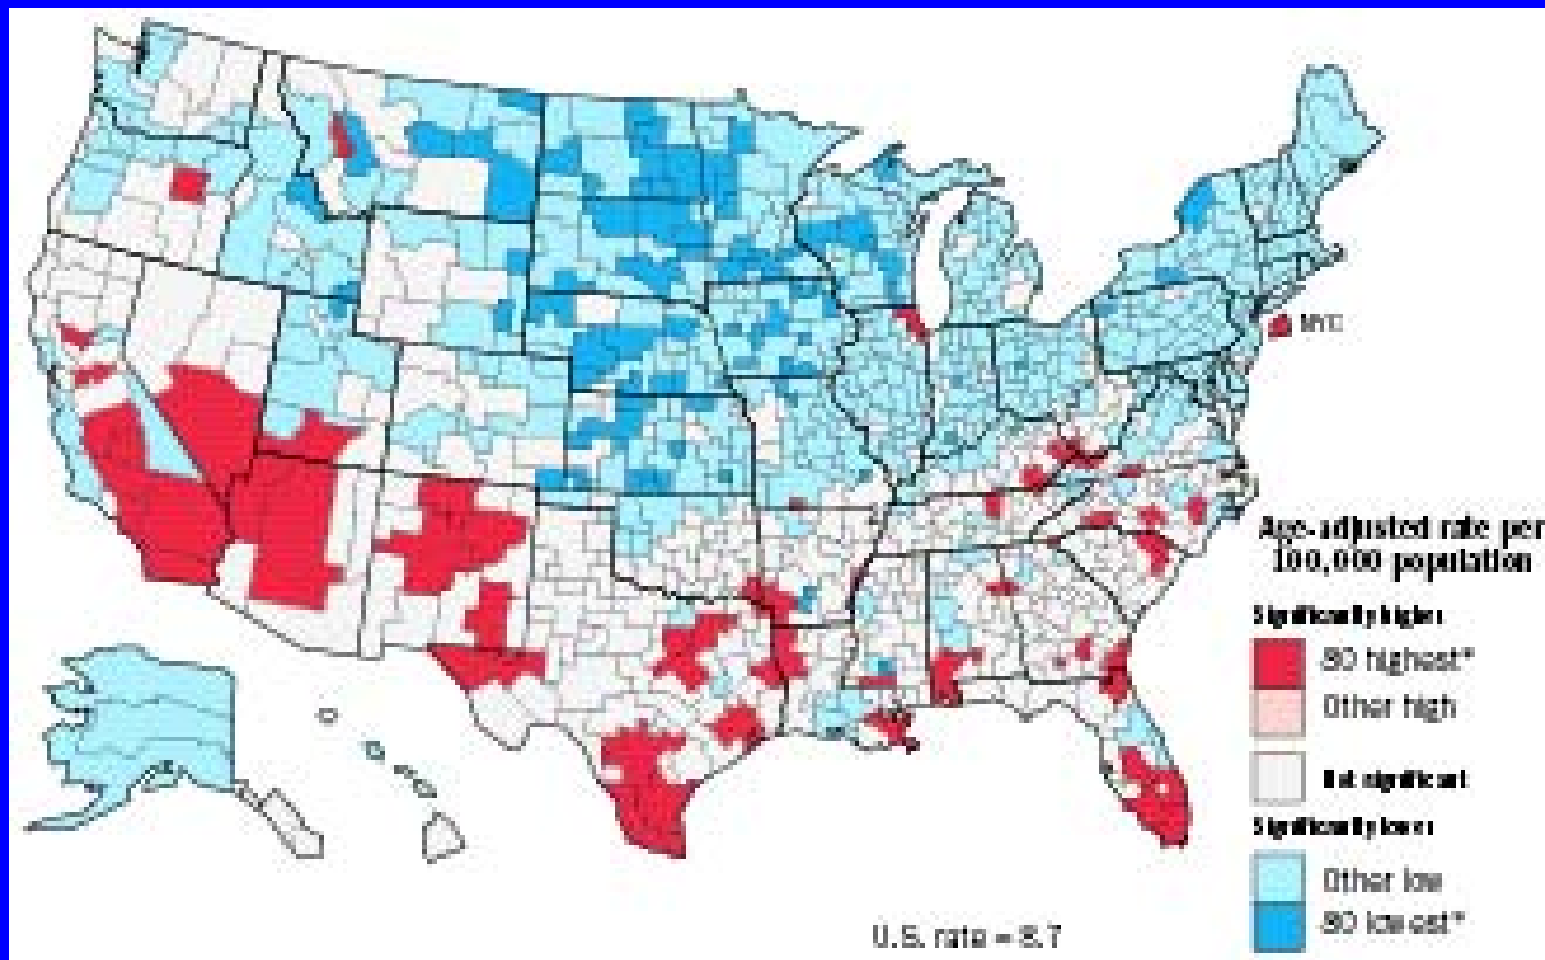 NYC
Age-adjusted rate per
100,000 population
Significantly higher
80 highest*
Other high
Not significant
Significantly lower
Other low
80 lowest*
U.S. rate =